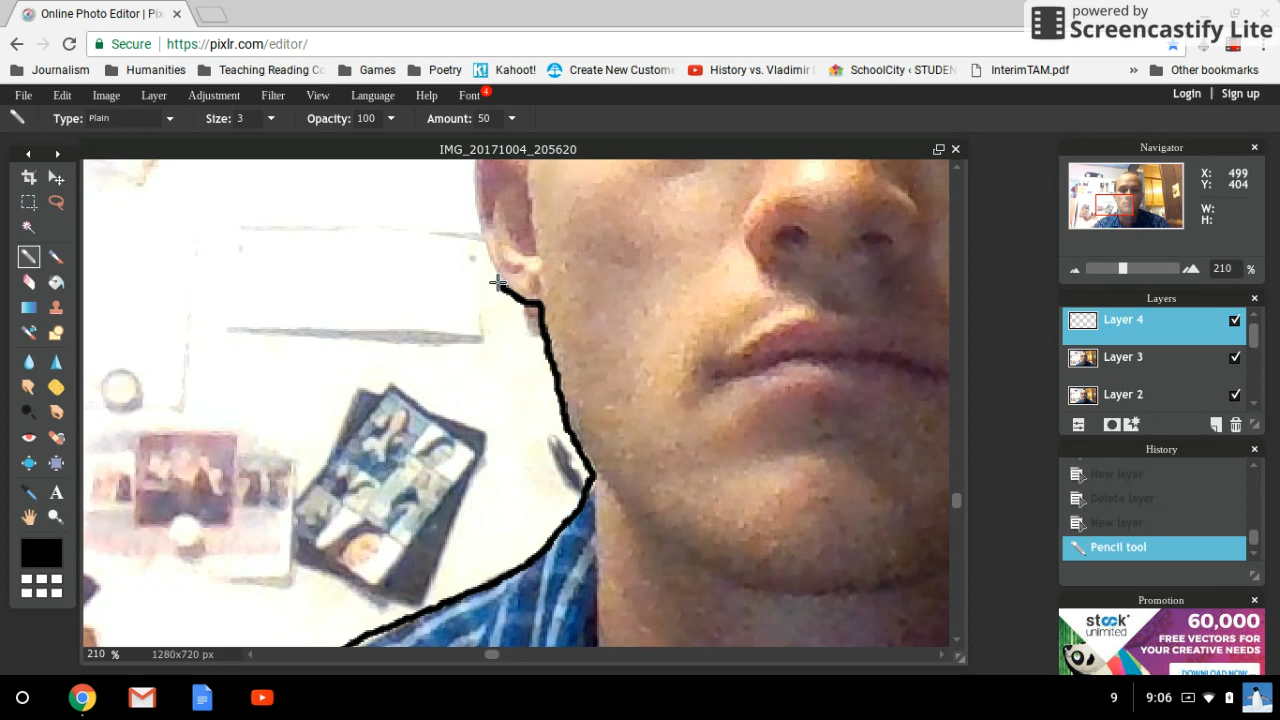 Online Photo Editor | Pix
powered by
Screencastify Lite
Secure
https://pixlr.com/editor/
Journalism
Humanities
Teaching Reading Co
Games
Poetry
Kahoot!
Create New Custome
History vs. Vladimir L
SchoolCity ‹ STUDEN
InterimTAM.pdf
»
Other bookmarks
File Edit Image Layer Adjustment Filter View Language Help Font 4
Login | Sign up
Type: Plain Size: 3 Opacity: 100 Amount: 50
IMG_20171004_205620
Navigator
X: 499
Y: 404
W:
H:
210 %
Layers
Layer 4
Layer 3
Layer 2
History
New layer
Delete layer
New layer
Pencil tool
A
Promotion
stock unlimited
60,000
FREE VECTORS FOR
YOUR CREATIVE NEEDS
DOWNLOAD NOW
210 % 1280x720 px
9 9:06